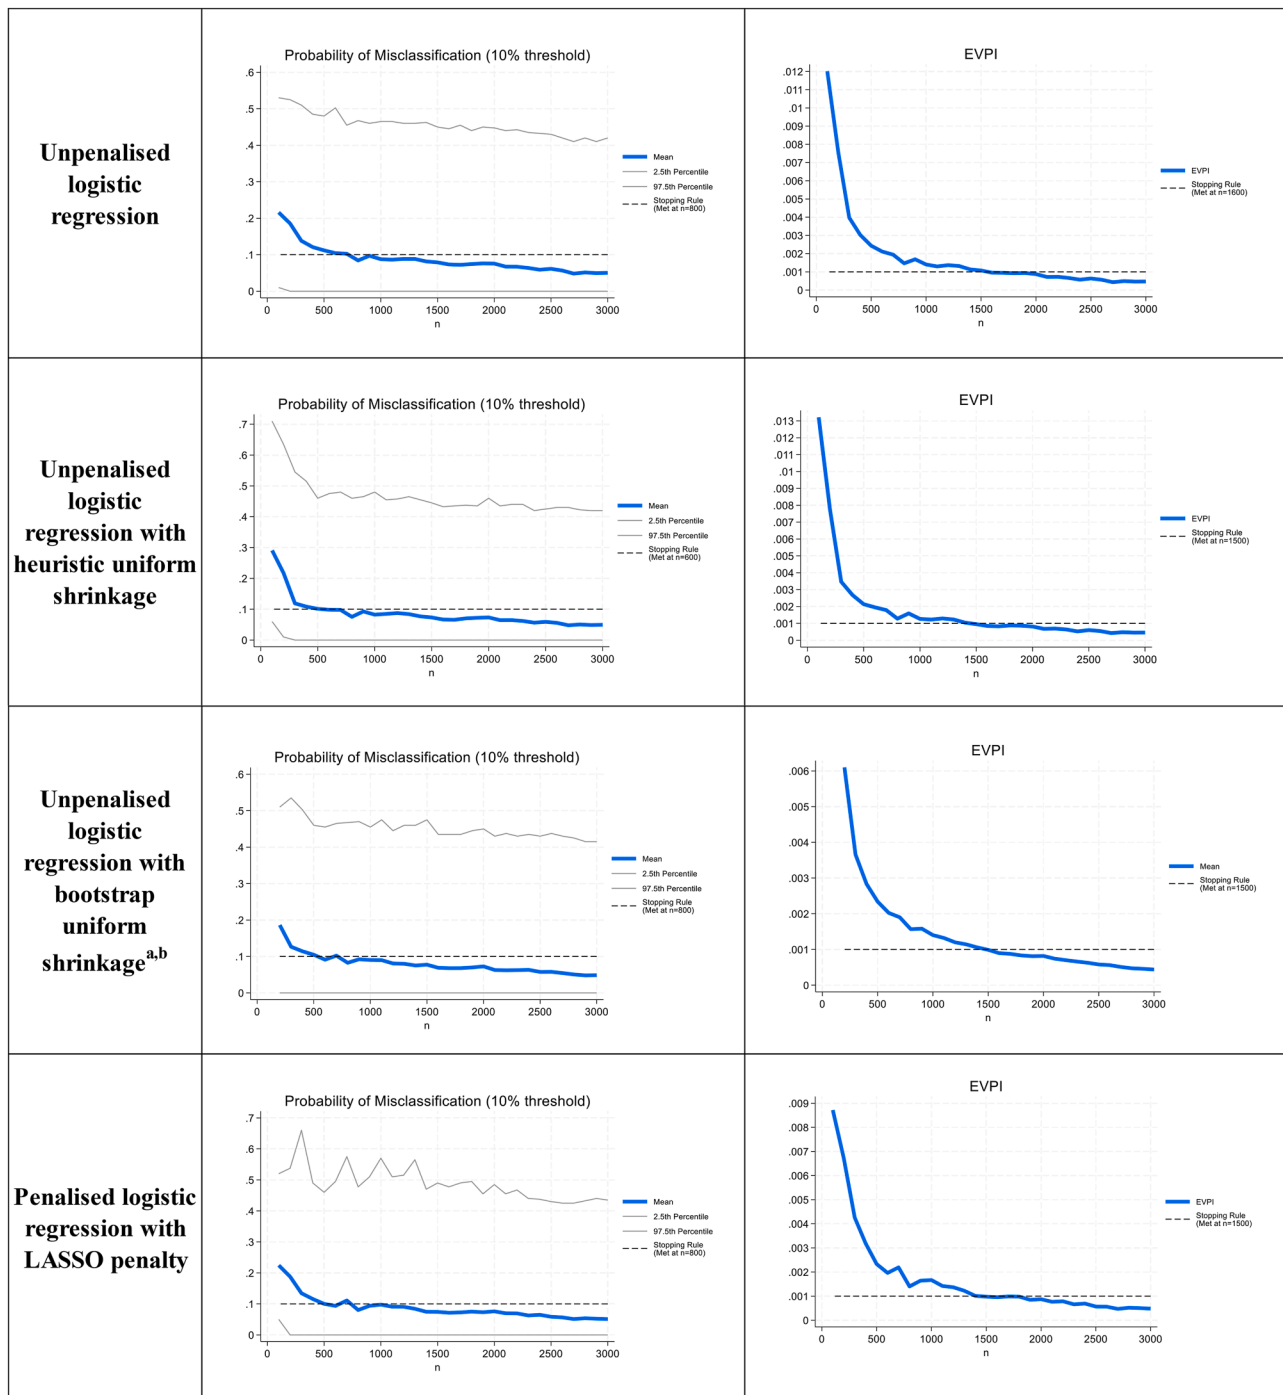 Unpenalised
logistic
regression
Probability of Misclassification (10% threshold)
.6
.5
.4
.3
.2
.1
0
0 500 1000 1500 2000 2500 3000
n
Mean
2.5th Percentile
97.5th Percentile
Stopping Rule
(Met at n=800)
EVPI
.012
.011
.01
.009
.008
.007
.006
.005
.004
.003
.002
.001
0
0 500 1000 1500 2000 2500 3000
n
EVPI
Stopping Rule
(Met at n=1600)
Unpenalised
logistic
regression with
heuristic uniform
shrinkage
Probability of Misclassification (10% threshold)
.7
.6
.5
.4
.3
.2
.1
0
0 500 1000 1500 2000 2500 3000
n
Mean
2.5th Percentile
97.5th Percentile
Stopping Rule
(Met at n=600)
EVPI
.013
.011
.01
.009
.008
.007
.006
.005
.004
.002
.001
0
0 500 1000 1500 2000 2500 3000
n
EVPI
Stopping Rule
(Met at n=1500)
Unpenalised
logistic
regression with
bootstrap
uniform
shrinkage^a,b
Probability of Misclassification (10% threshold)
.6
.5
.4
.3
.2
.1
0
0 500 1000 1500 2000 2500 3000
n
Mean
2.5th Percentile
97.5th Percentile
Stopping Rule
(Met at n=800)
EVPI
.006
.005
.004
.003
.002
.001
0
0 500 1000 1500 2000 2500 3000
n
Mean
Stopping Rule
(Met at n=1500)
Penalised logistic
regression with
LASSO penalty
Probability of Misclassification (10% threshold)
.7
.6
.5
.4
.3
.2
.1
0
0 500 1000 1500 2000 2500 3000
n
Mean
2.5th Percentile
97.5th Percentile
Stopping Rule
(Met at n=800)
EVPI
.009
.008
.007
.005
.004
.003
.002
.001
0
0 500 1000 1500 2000 2500 3000
n
EVPI
Stopping Rule
(Met at n=1500)